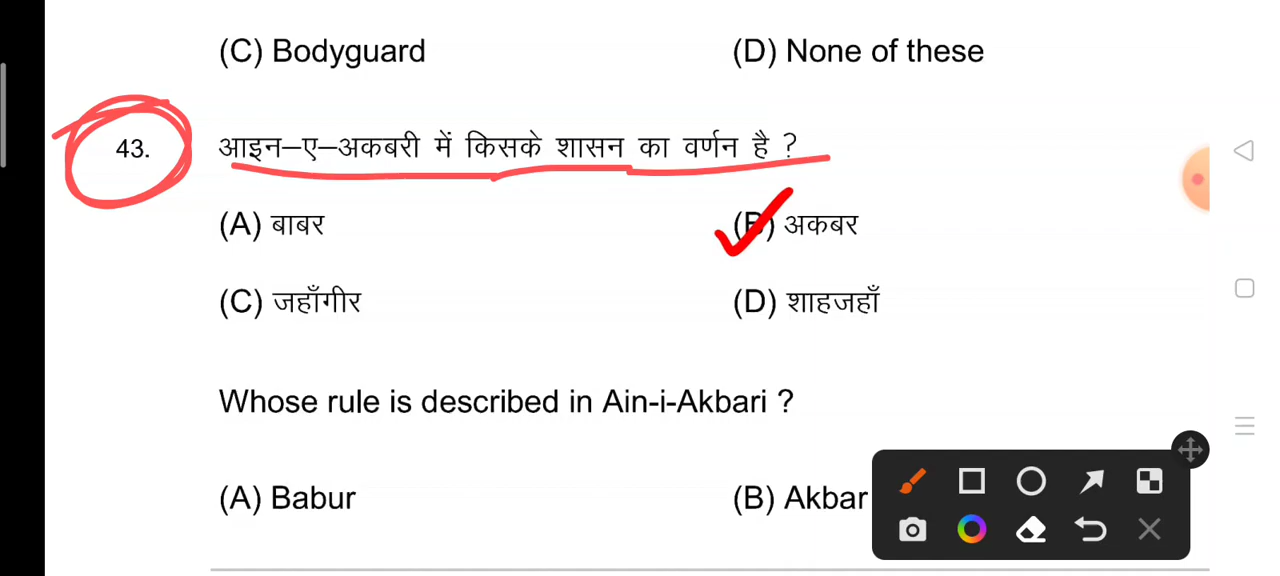 (C) Bodyguard (D) None of these
43. आइन–ए–अकबरी में किसके शासन का वर्णन है ?
(A) बाबर (B) अकबर
(C) जहाँगीर (D) शाहजहाँ
Whose rule is described in Ain-i-Akbari ?
(A) Babur (B) Akbar